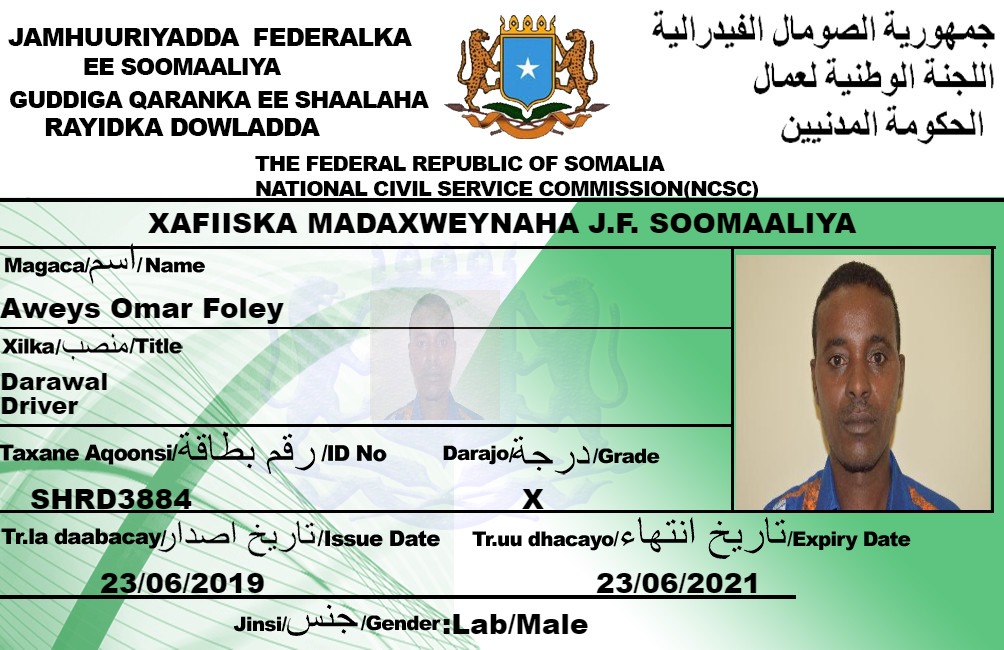 JAMHUURIYADDA FEDERALKA
EE SOOMAALIYA
GUDDIGA QARANKA EE SHAALAHA
RAYIDKA DOWLADDA
جمهورية الصومال الفيدرالية
اللجنة الوطنية لعمال
الحكومة المدنيين
THE FEDERAL REPUBLIC OF SOMALIA
NATIONAL CIVIL SERVICE COMMISSION(NCSC)
XAFIISKA MADAXWEYNAHA J.F. SOOMAALIYA
Magaca/اسم/Name
Aweys Omar Foley
Xilka/منصب/Title
Darawal
Driver
Taxane Aqoonsi/رقم بطاقة/ID No
Darajo/درجة/Grade
SHRD3884
X
Tr.la daabacay/تاريخ اصدار/Issue Date
Tr.uu dhacayo/تاريخ انتهاء/Expiry Date
23/06/2019
23/06/2021
Jinsi/جنس/Gender:Lab/Male